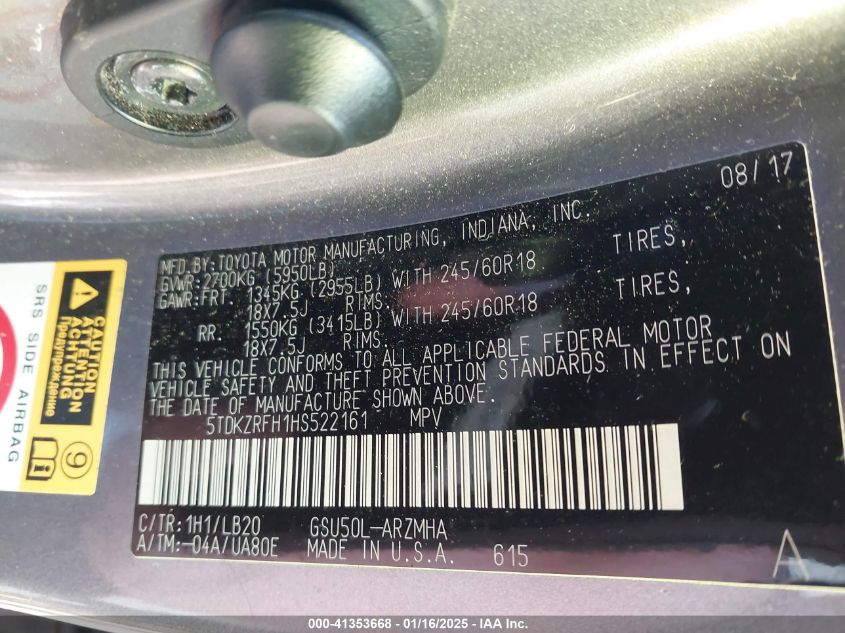 08/17
MFD.BY:TOYOTA MOTOR MANUFACTURING, INDIANA, INC.
GVWR:2700KG (5950LB)
GAWR:FRT. 1345KG (2955LB) WITH 245/60R18 TIRES,
18X7.5J RIMS.
RR. 1550KG (3415LB) WITH 245/60R18 TIRES,
18X7.5J RIMS.
THIS VEHICLE CONFORMS TO ALL APPLICABLE FEDERAL MOTOR
VEHICLE SAFETY AND THEFT PREVENTION STANDARDS IN EFFECT ON
THE DATE OF MANUFACTURE SHOWN ABOVE.
5TDKZRFH1HS522161 MPV
C/TR:1H1/LB20 GSU50L-ARZMHA
A/TM:-04A/UA80E MADE IN U.S.A. 615
A
SRS SIDE AIRBAG
CAUTION
ATTENTION
ACHTUNG
Предупреждение
9
000-41353668 - 01/16/2025 - IAA Inc.